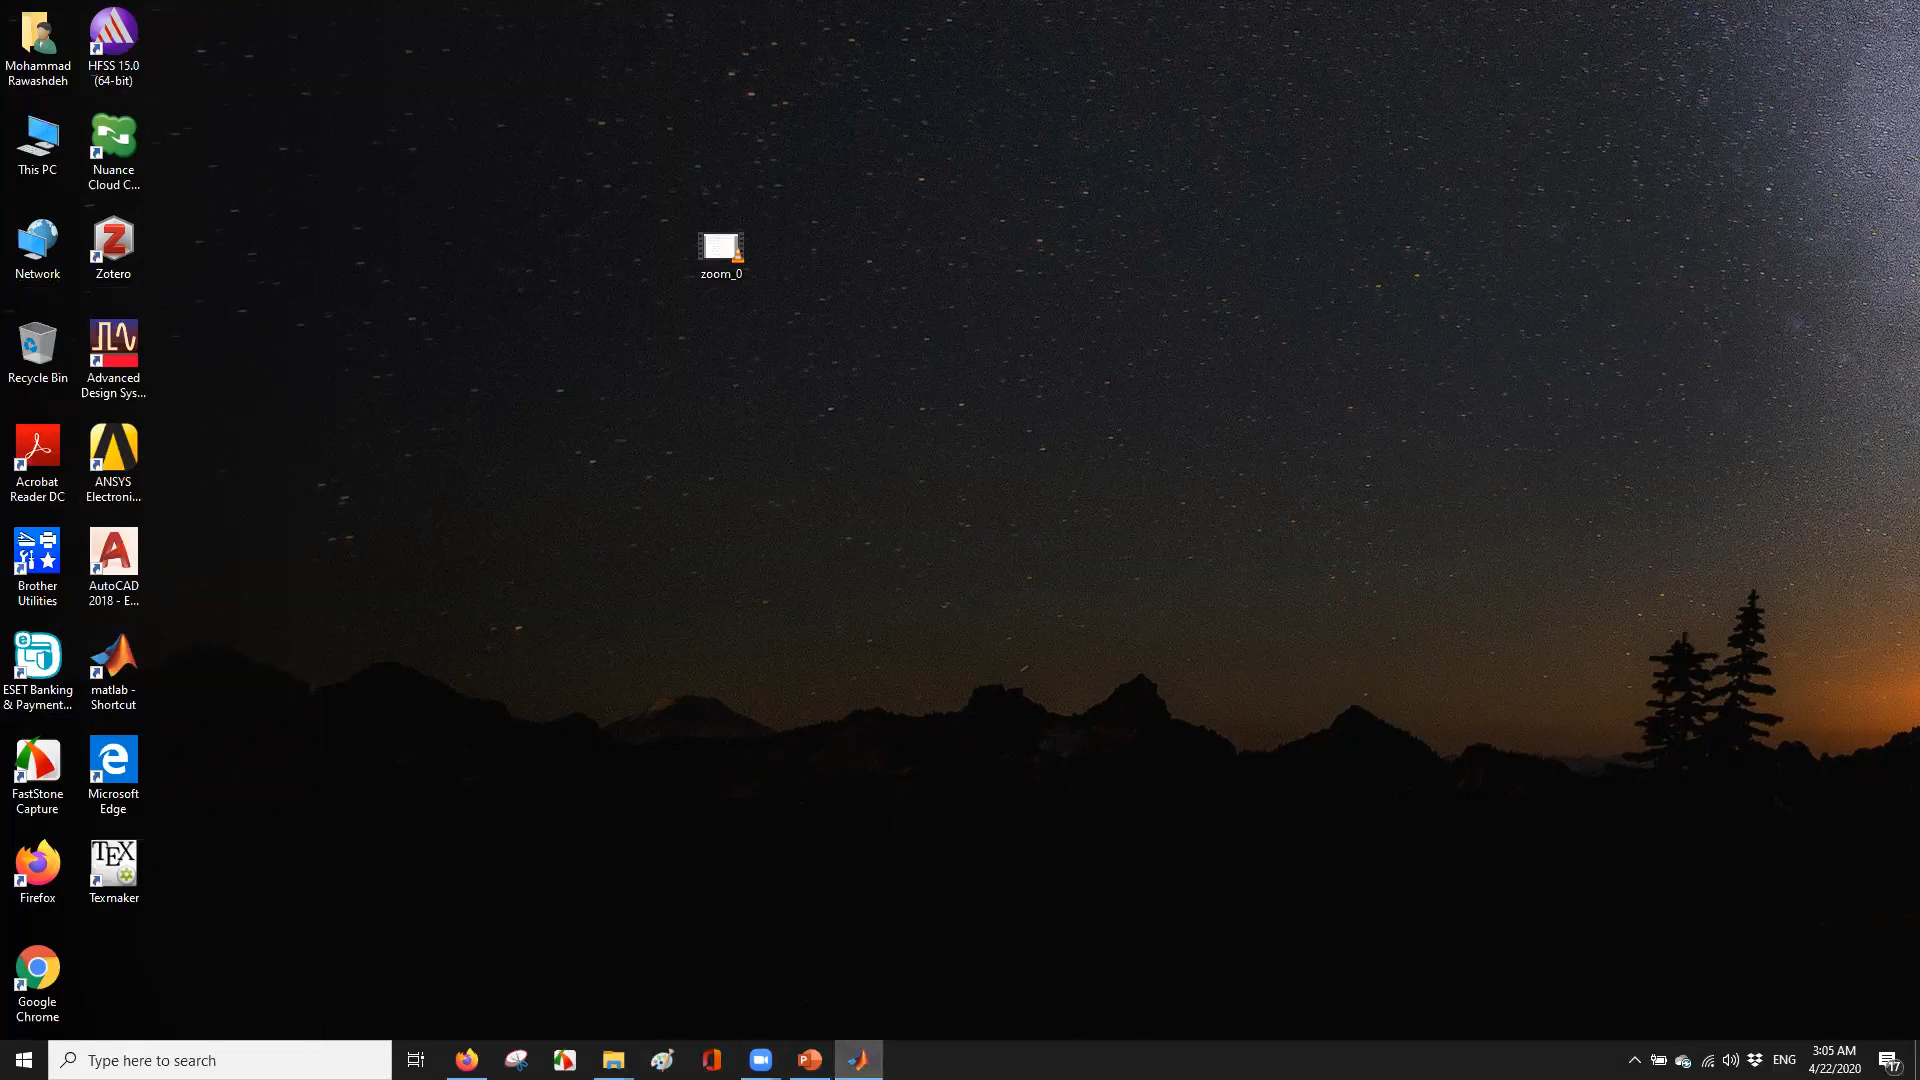 Mohammad
Rawashdeh
HFSS 15.0
(64-bit)
This PC
Nuance
Cloud C...
Network
Zotero
zoom_0
Recycle Bin
Advanced
Design Sys...
Acrobat
Reader DC
ANSYS
Electroni...
Brother
Utilities
AutoCAD
2018 - E...
ESET Banking
& Payment...
matlab -
Shortcut
FastStone
Capture
Microsoft
Edge
TEX
Firefox
Texmaker
Google
Chrome
Type here to search
ENG
3:05 AM
4/22/2020
17